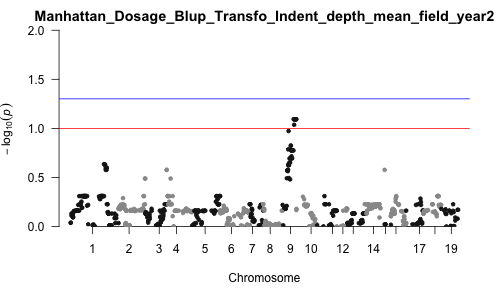 Manhattan_Dosage_Blup_Transfo_Indent_depth_mean_field_year2
2.0
1.5
1.0
0.5
0.0
− log10(p)
1 2 3 4 5 6 7 8 9 10 12 14 17 19
Chromosome